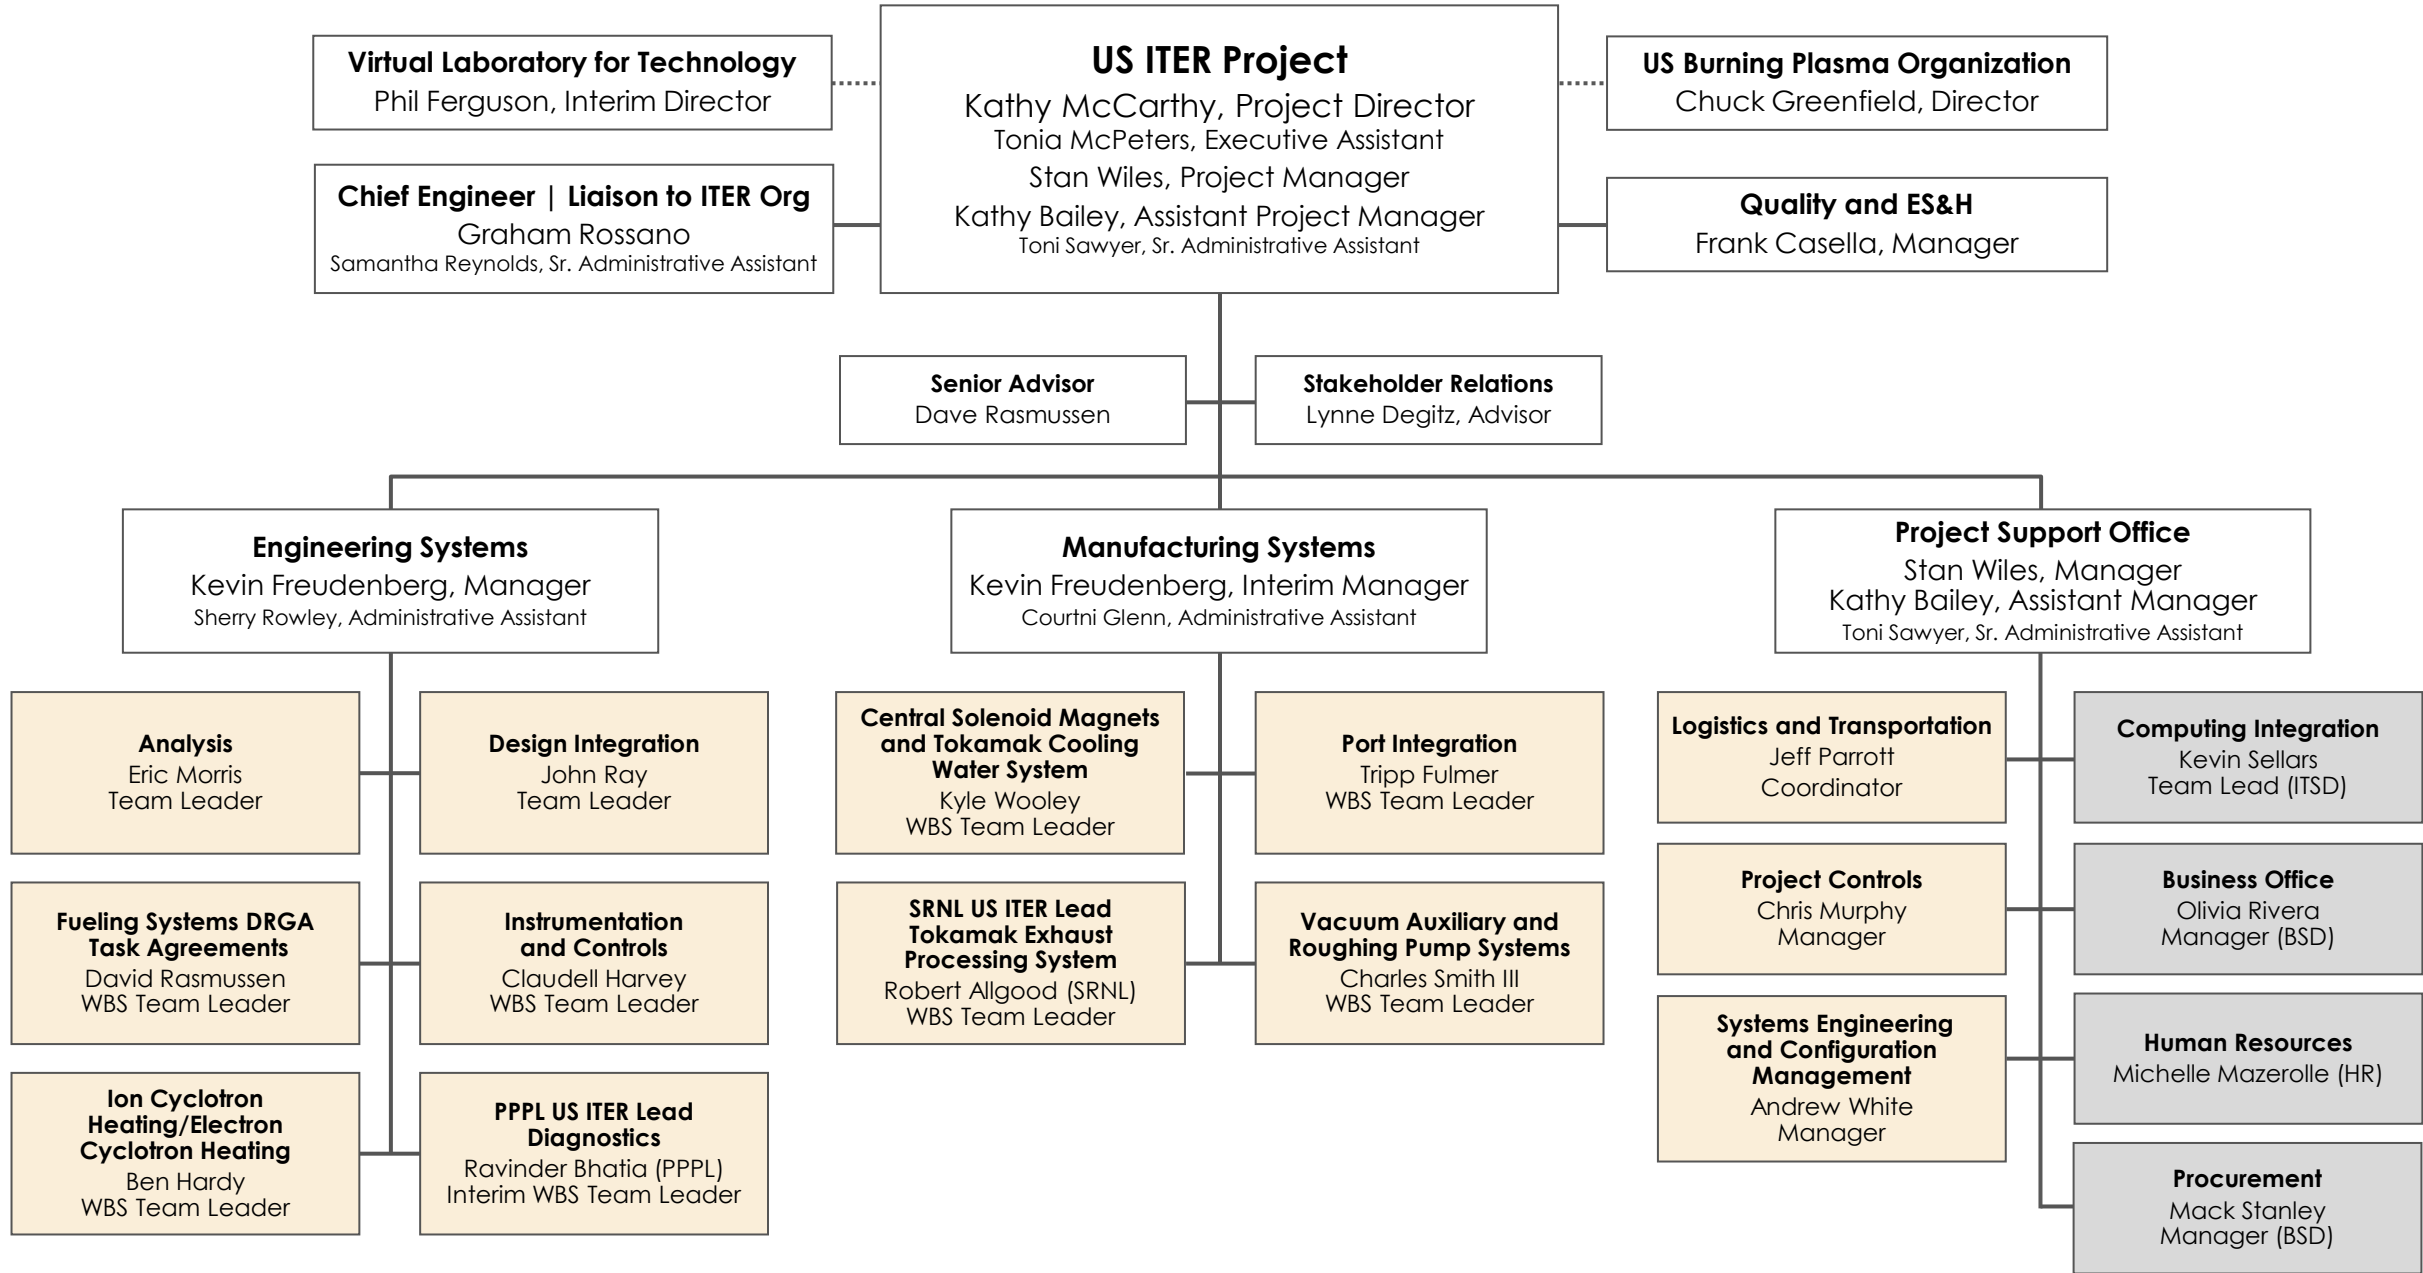 Virtual Laboratory for Technology
Phil Ferguson, Interim Director
US ITER Project
Kathy McCarthy, Project Director
Tonia McPeters, Executive Assistant
Stan Wiles, Project Manager
Kathy Bailey, Assistant Project Manager
Toni Sawyer, Sr. Administrative Assistant
US Burning Plasma Organization
Chuck Greenfield, Director
Chief Engineer | Liaison to ITER Org
Graham Rossano
Samantha Reynolds, Sr. Administrative Assistant
Quality and ES&H
Frank Casella, Manager
Senior Advisor
Dave Rasmussen
Stakeholder Relations
Lynne Degitz, Advisor
Engineering Systems
Kevin Freudenberg, Manager
Sherry Rowley, Administrative Assistant
Manufacturing Systems
Kevin Freudenberg, Interim Manager
Courtni Glenn, Administrative Assistant
Project Support Office
Stan Wiles, Manager
Kathy Bailey, Assistant Manager
Toni Sawyer, Sr. Administrative Assistant
Analysis
Eric Morris
Team Leader
Design Integration
John Ray
Team Leader
Fueling Systems DRGA
Task Agreements
David Rasmussen
WBS Team Leader
Instrumentation
and Controls
Claudell Harvey
WBS Team Leader
Ion Cyclotron
Heating/Electron
Cyclotron Heating
Ben Hardy
WBS Team Leader
PPPL US ITER Lead
Diagnostics
Ravinder Bhatia (PPPL)
Interim WBS Team Leader
Central Solenoid Magnets
and Tokamak Cooling
Water System
Kyle Wooley
WBS Team Leader
Port Integration
Tripp Fulmer
WBS Team Leader
SRNL US ITER Lead
Tokamak Exhaust
Processing System
Robert Allgood (SRNL)
WBS Team Leader
Vacuum Auxiliary and
Roughing Pump Systems
Charles Smith III
WBS Team Leader
Logistics and Transportation
Jeff Parrott
Coordinator
Computing Integration
Kevin Sellars
Team Lead (ITSD)
Project Controls
Chris Murphy
Manager
Business Office
Olivia Rivera
Manager (BSD)
Systems Engineering
and Configuration
Management
Andrew White
Manager
Human Resources
Michelle Mazerolle (HR)
Procurement
Mack Stanley
Manager (BSD)